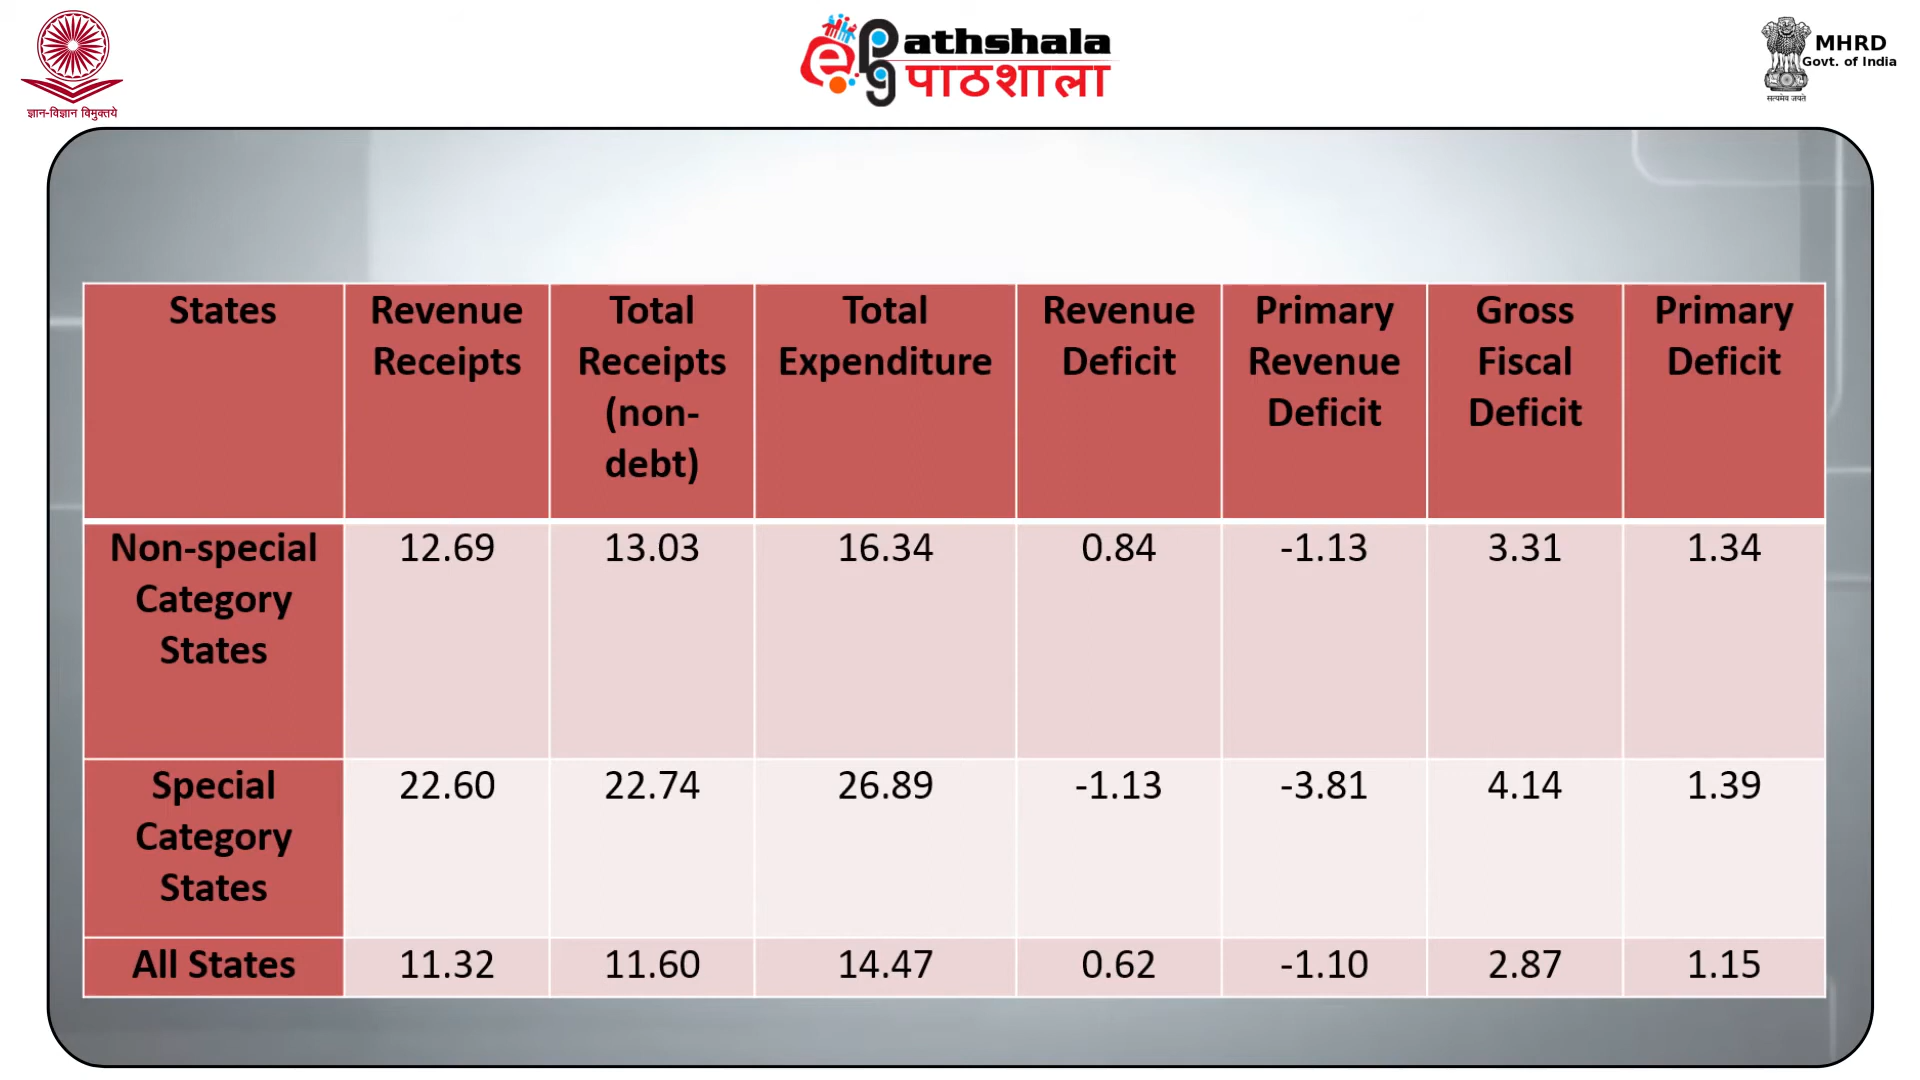 ज्ञान-विज्ञान विमुक्तये
e pg athshala
पाठशाला
सत्यमेव जयते
MHRD
Govt. of India
States
Revenue
Receipts
Total
Receipts
(non-
debt)
Total
Expenditure
Revenue
Deficit
Primary
Revenue
Deficit
Gross
Fiscal
Deficit
Primary
Deficit
Non-special
Category
States
12.69
13.03
16.34
0.84
-1.13
3.31
1.34
Special
Category
States
22.60
22.74
26.89
-1.13
-3.81
4.14
1.39
All States
11.32
11.60
14.47
0.62
-1.10
2.87
1.15